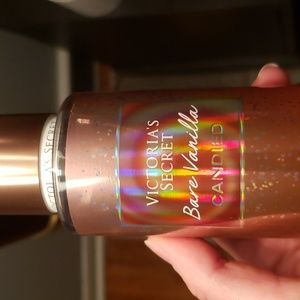 VICTORIA'S
SECRET
Bare Vanilla
CANDIED